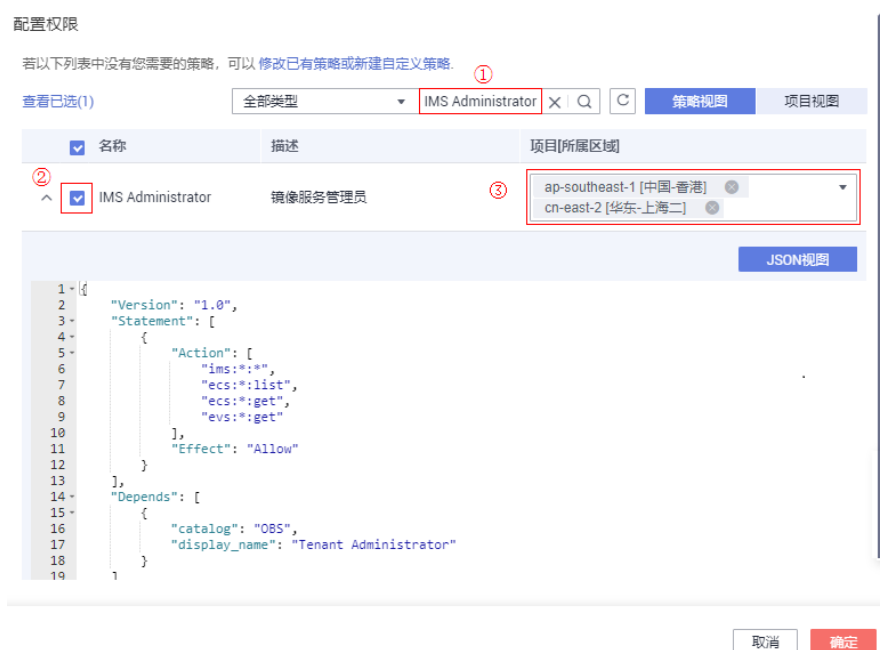 配置权限
若以下列表中没有您需要的策略，可以 修改已有策略或新建自定义策略.
①
查看已选(1) 全部类型 IMS Administrator 策略视图 项目视图
名称 描述 项目[所属区域]
②
IMS Administrator 镜像服务管理员 ③ ap-southeast-1 [中国-香港]
cn-east-2 [华东-上海二]
JSON视图
1 {
2 "Version": "1.0",
3 "Statement": [
4 {
5 "Action": [
6 "ims:*:*",
7 "ecs:*:list",
8 "ecs:*:get",
9 "evs:*:get"
10 ],
11 "Effect": "Allow"
12 }
13 ],
14 "Depends": [
15 {
16 "catalog": "OBS",
17 "display_name": "Tenant Administrator"
18 }
19 ]
取消 确定